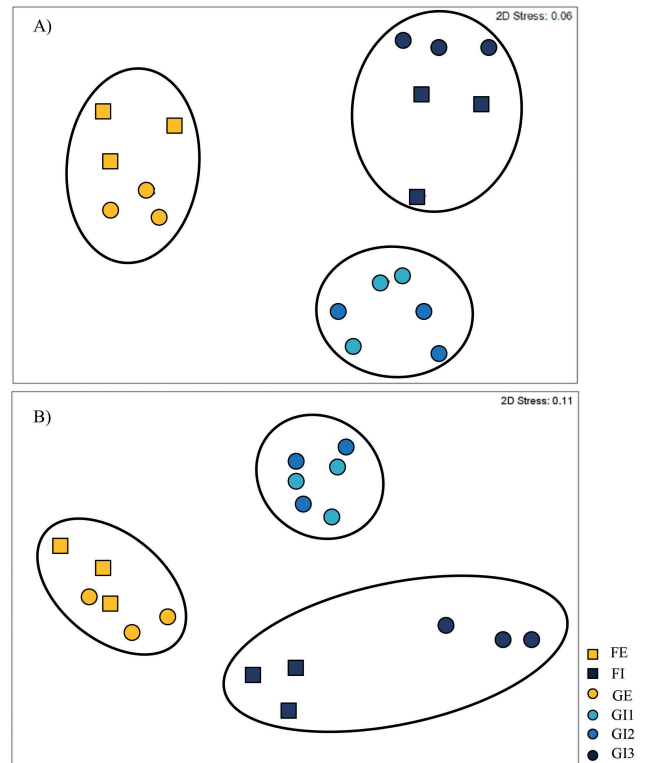 A)
2D Stress: 0.06
B)
2D Stress: 0.11
FE
FI
GE
GI1
GI2
GI3